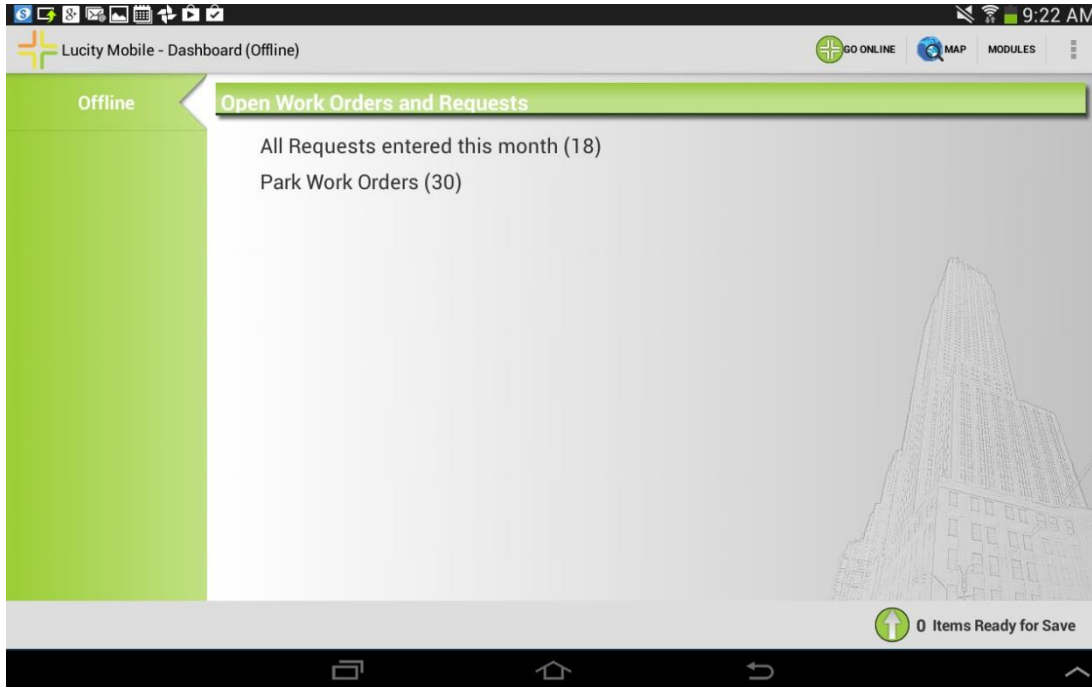 9:22 AM
Lucity Mobile - Dashboard (Offline)
GO ONLINE
MAP
MODULES
Offline
Open Work Orders and Requests
All Requests entered this month (18)
Park Work Orders (30)
0 Items Ready for Save